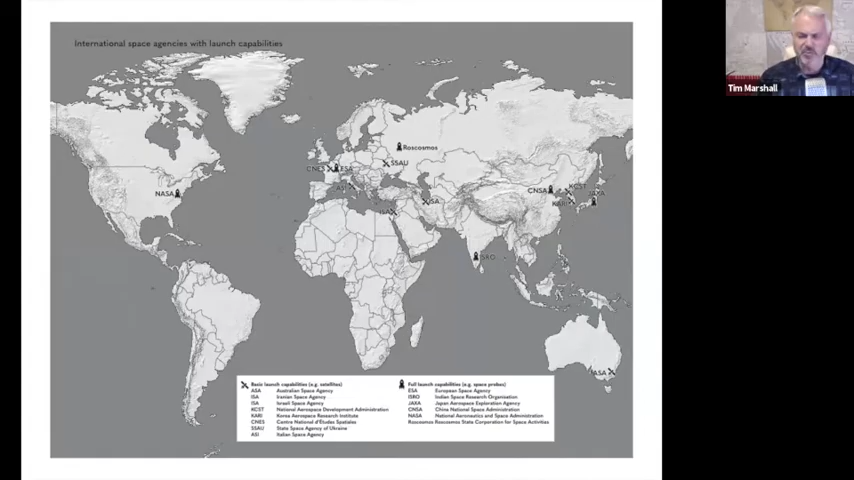 International space agencies with launch capabilities
Tim Marshall
Roscosmos
CNES
ESA
SSAU
NASA
ASI
ISA
ISA
CNSA
KCST
JAXA
KARI
ISRO
ASA
Basic launch capabilities (e.g. satellites)
ASA Australian Space Agency
ISA Iranian Space Agency
ISA Israeli Space Agency
KCST National Aerospace Development Administration
KARI Korea Aerospace Research Institute
CNES Centre National d'Études Spatiales
SSAU State Space Agency of Ukraine
ASI Italian Space Agency
Full launch capabilities (e.g. space probes)
ESA European Space Agency
ISRO Indian Space Research Organisation
JAXA Japan Aerospace Exploration Agency
CNSA China National Space Administration
NASA National Aeronautics and Space Administration
Roscosmos Roscosmos State Corporation for Space Activities